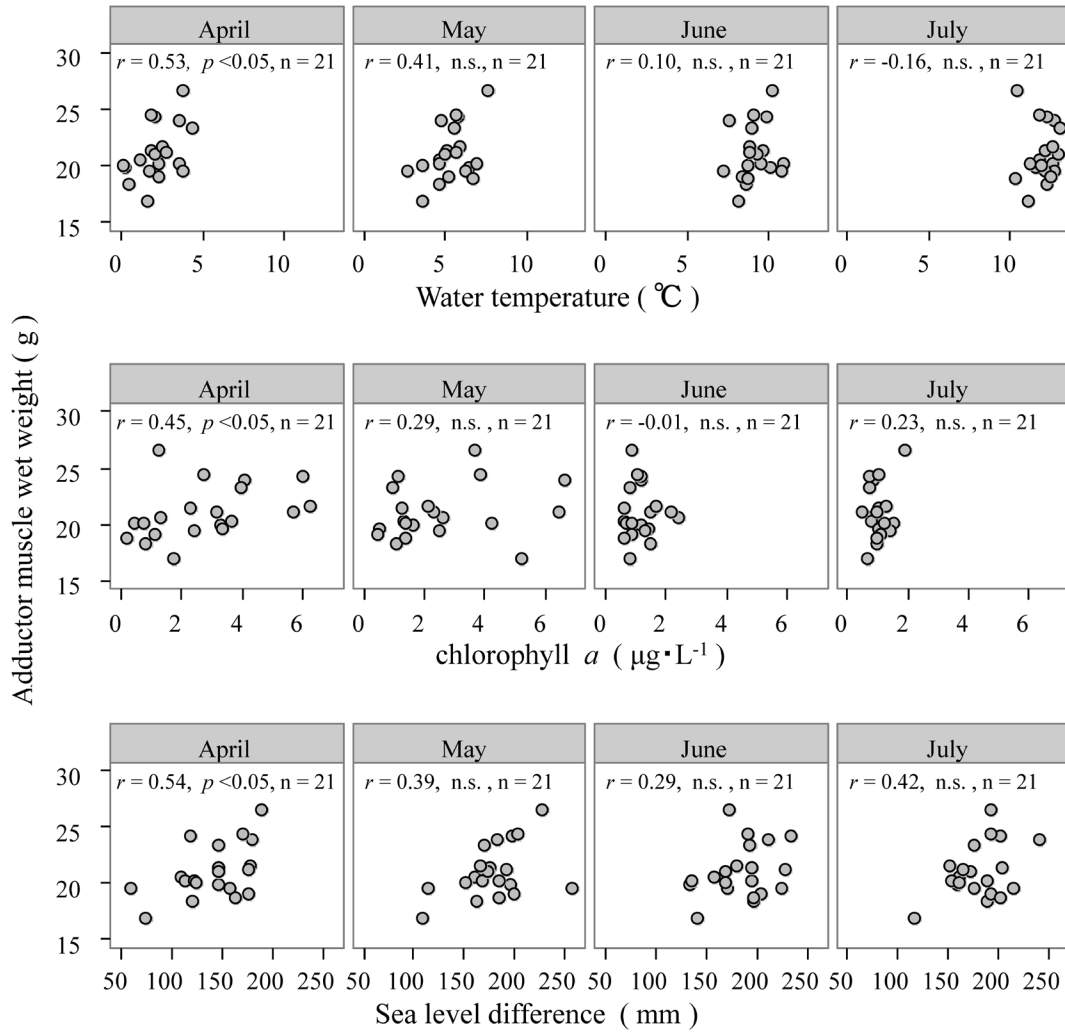 April May June July
r = 0.53, p <0.05, n = 21 r = 0.41, n.s., n = 21 r = 0.10, n.s. , n = 21 r = -0.16, n.s. , n = 21
30
25
20
15
0 5 10 0 5 10 0 5 10 0 10
Water temperature ( ℃ )
Adductor muscle wet weight ( g )
April May June July
r = 0.45, p <0.05, n = 21 r = 0.29, n.s. , n = 21 r = -0.01, n.s. , n = 21 r = 0.23, n.s. , n = 21
30
25
20
15
0 2 4 6 0 2 4 6 0 2 4 6 0 2 4 6
chlorophyll a ( μg・L⁻¹ )
April May June July
r = 0.54, p <0.05, n = 21 r = 0.39, n.s. , n = 21 r = 0.29, n.s. , n = 21 r = 0.42, n.s. , n = 21
30
25
20
15
50 100 150 200 250 50 100 150 200 250 50 100 150 200 250 50 100 150 200 250
Sea level difference ( mm )